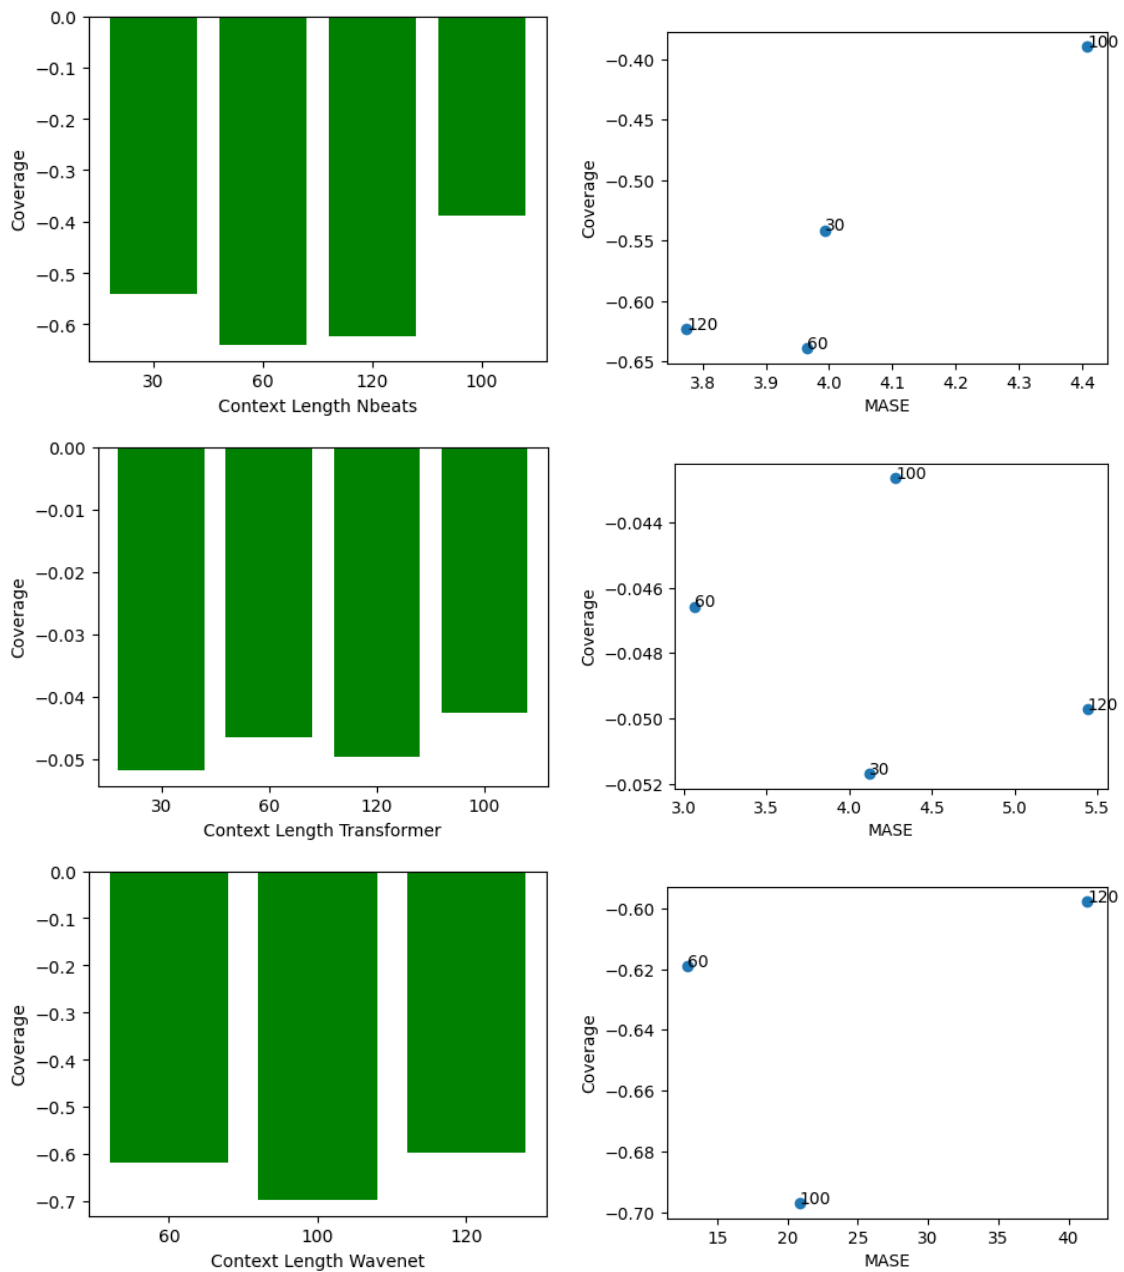 0.0
−0.1
−0.2
−0.3
−0.4
−0.5
−0.6
Coverage
30 60 120 100
Context Length Nbeats
−0.40
−0.45
−0.50
−0.55
−0.60
−0.65
Coverage
100
30
120
60
3.8 3.9 4.0 4.1 4.2 4.3 4.4
MASE
0.00
−0.01
−0.02
−0.03
−0.04
−0.05
Coverage
30 60 120 100
Context Length Transformer
−0.044
−0.046
−0.048
−0.050
−0.052
Coverage
100
60
120
30
3.0 3.5 4.0 4.5 5.0 5.5
MASE
0.0
−0.1
−0.2
−0.3
−0.4
−0.5
−0.6
−0.7
Coverage
60 100 120
Context Length Wavenet
−0.60
−0.62
−0.64
−0.66
−0.68
−0.70
Coverage
120
60
100
15 20 25 30 35 40
MASE